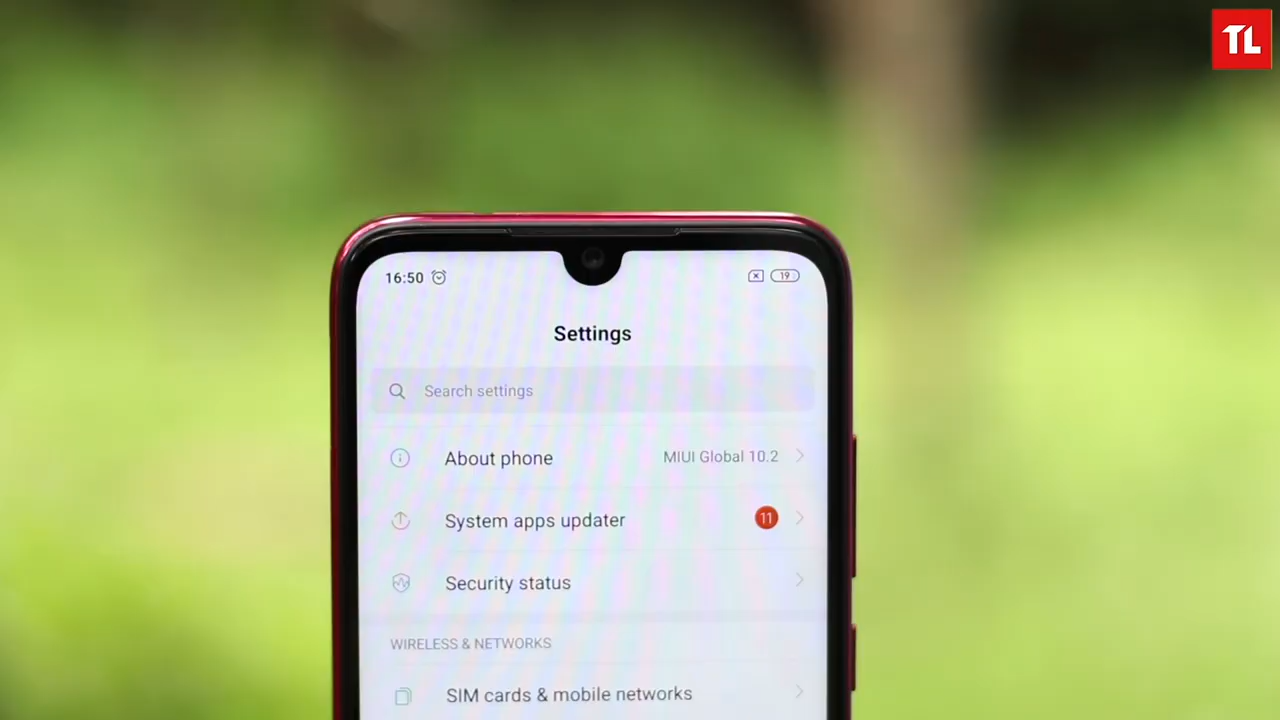 TL
16:50
19
Settings
Search settings
About phone
MIUI Global 10.2
System apps updater
11
Security status
WIRELESS & NETWORKS
SIM cards & mobile networks